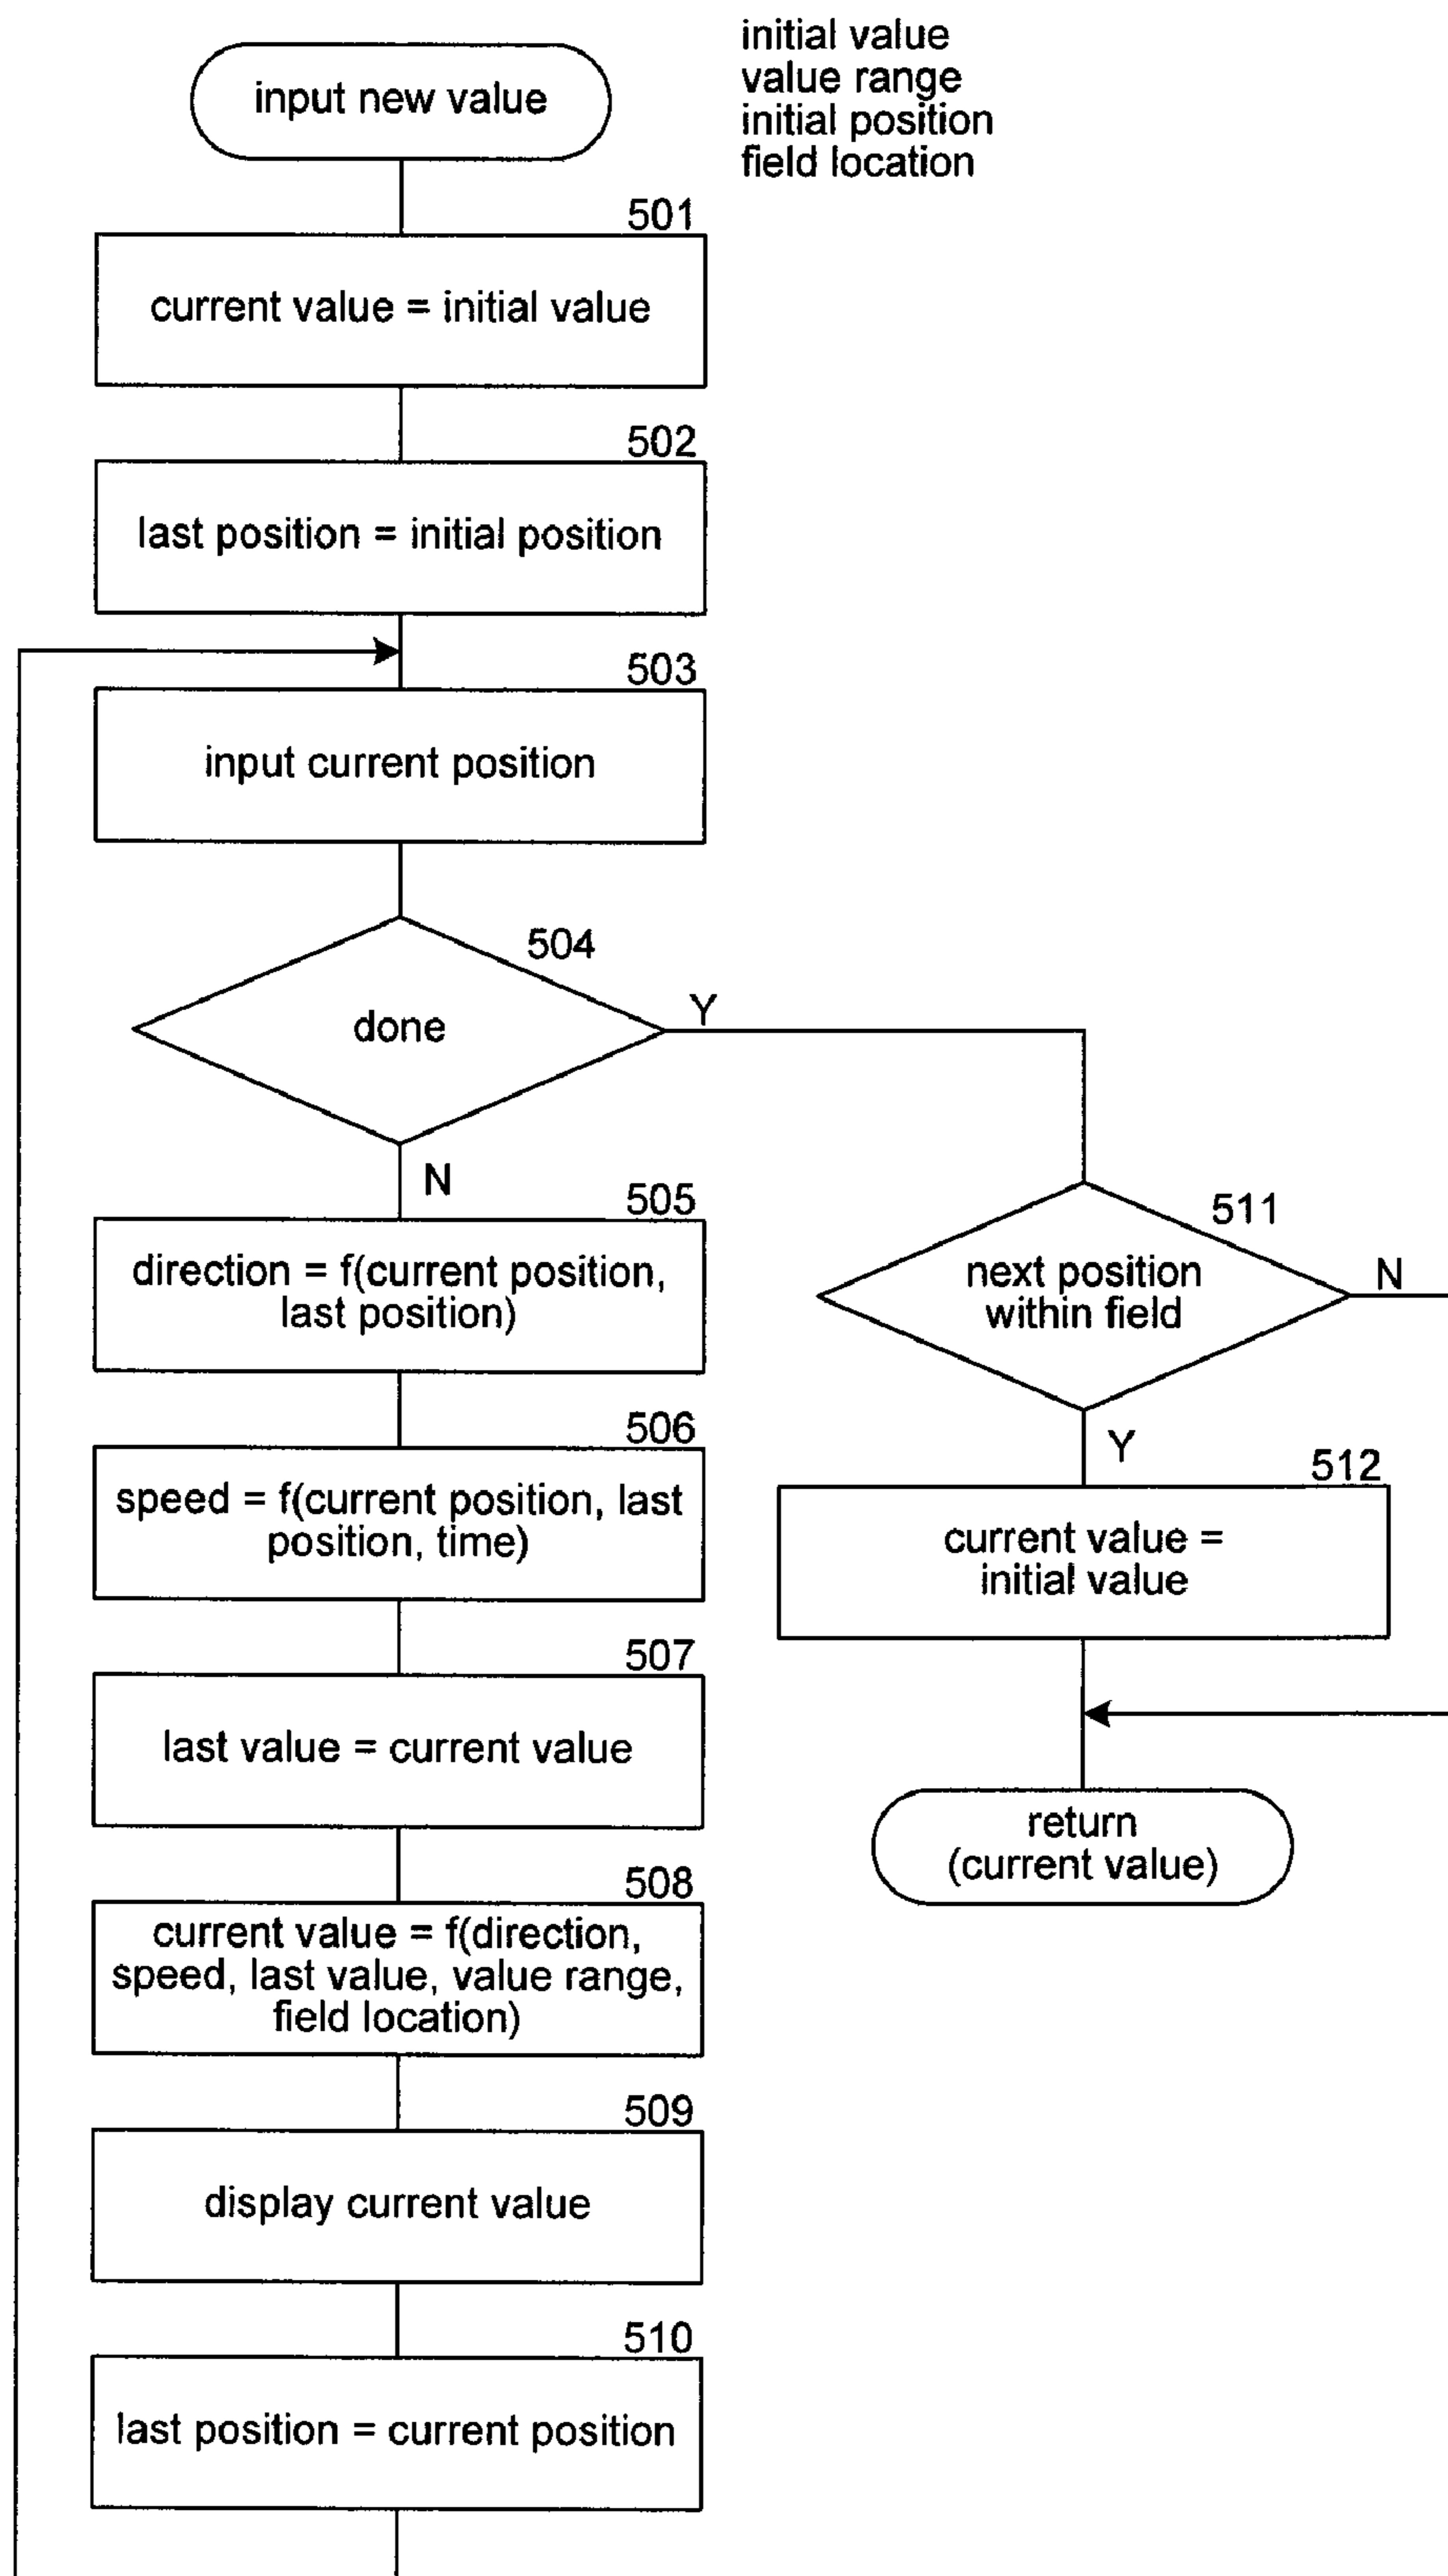 input new value
initial value
value range
initial position
field location
501
current value = initial value
502
last position = initial position
503
input current position
504
done
Y
N
505
direction = f(current position,
last position)
506
speed = f(current position, last
position, time)
507
last value = current value
508
current value = f(direction,
speed, last value, value range,
field location)
509
display current value
510
last position = current position
511
next position
within field
N
Y
512
current value =
initial value
return
(current value)